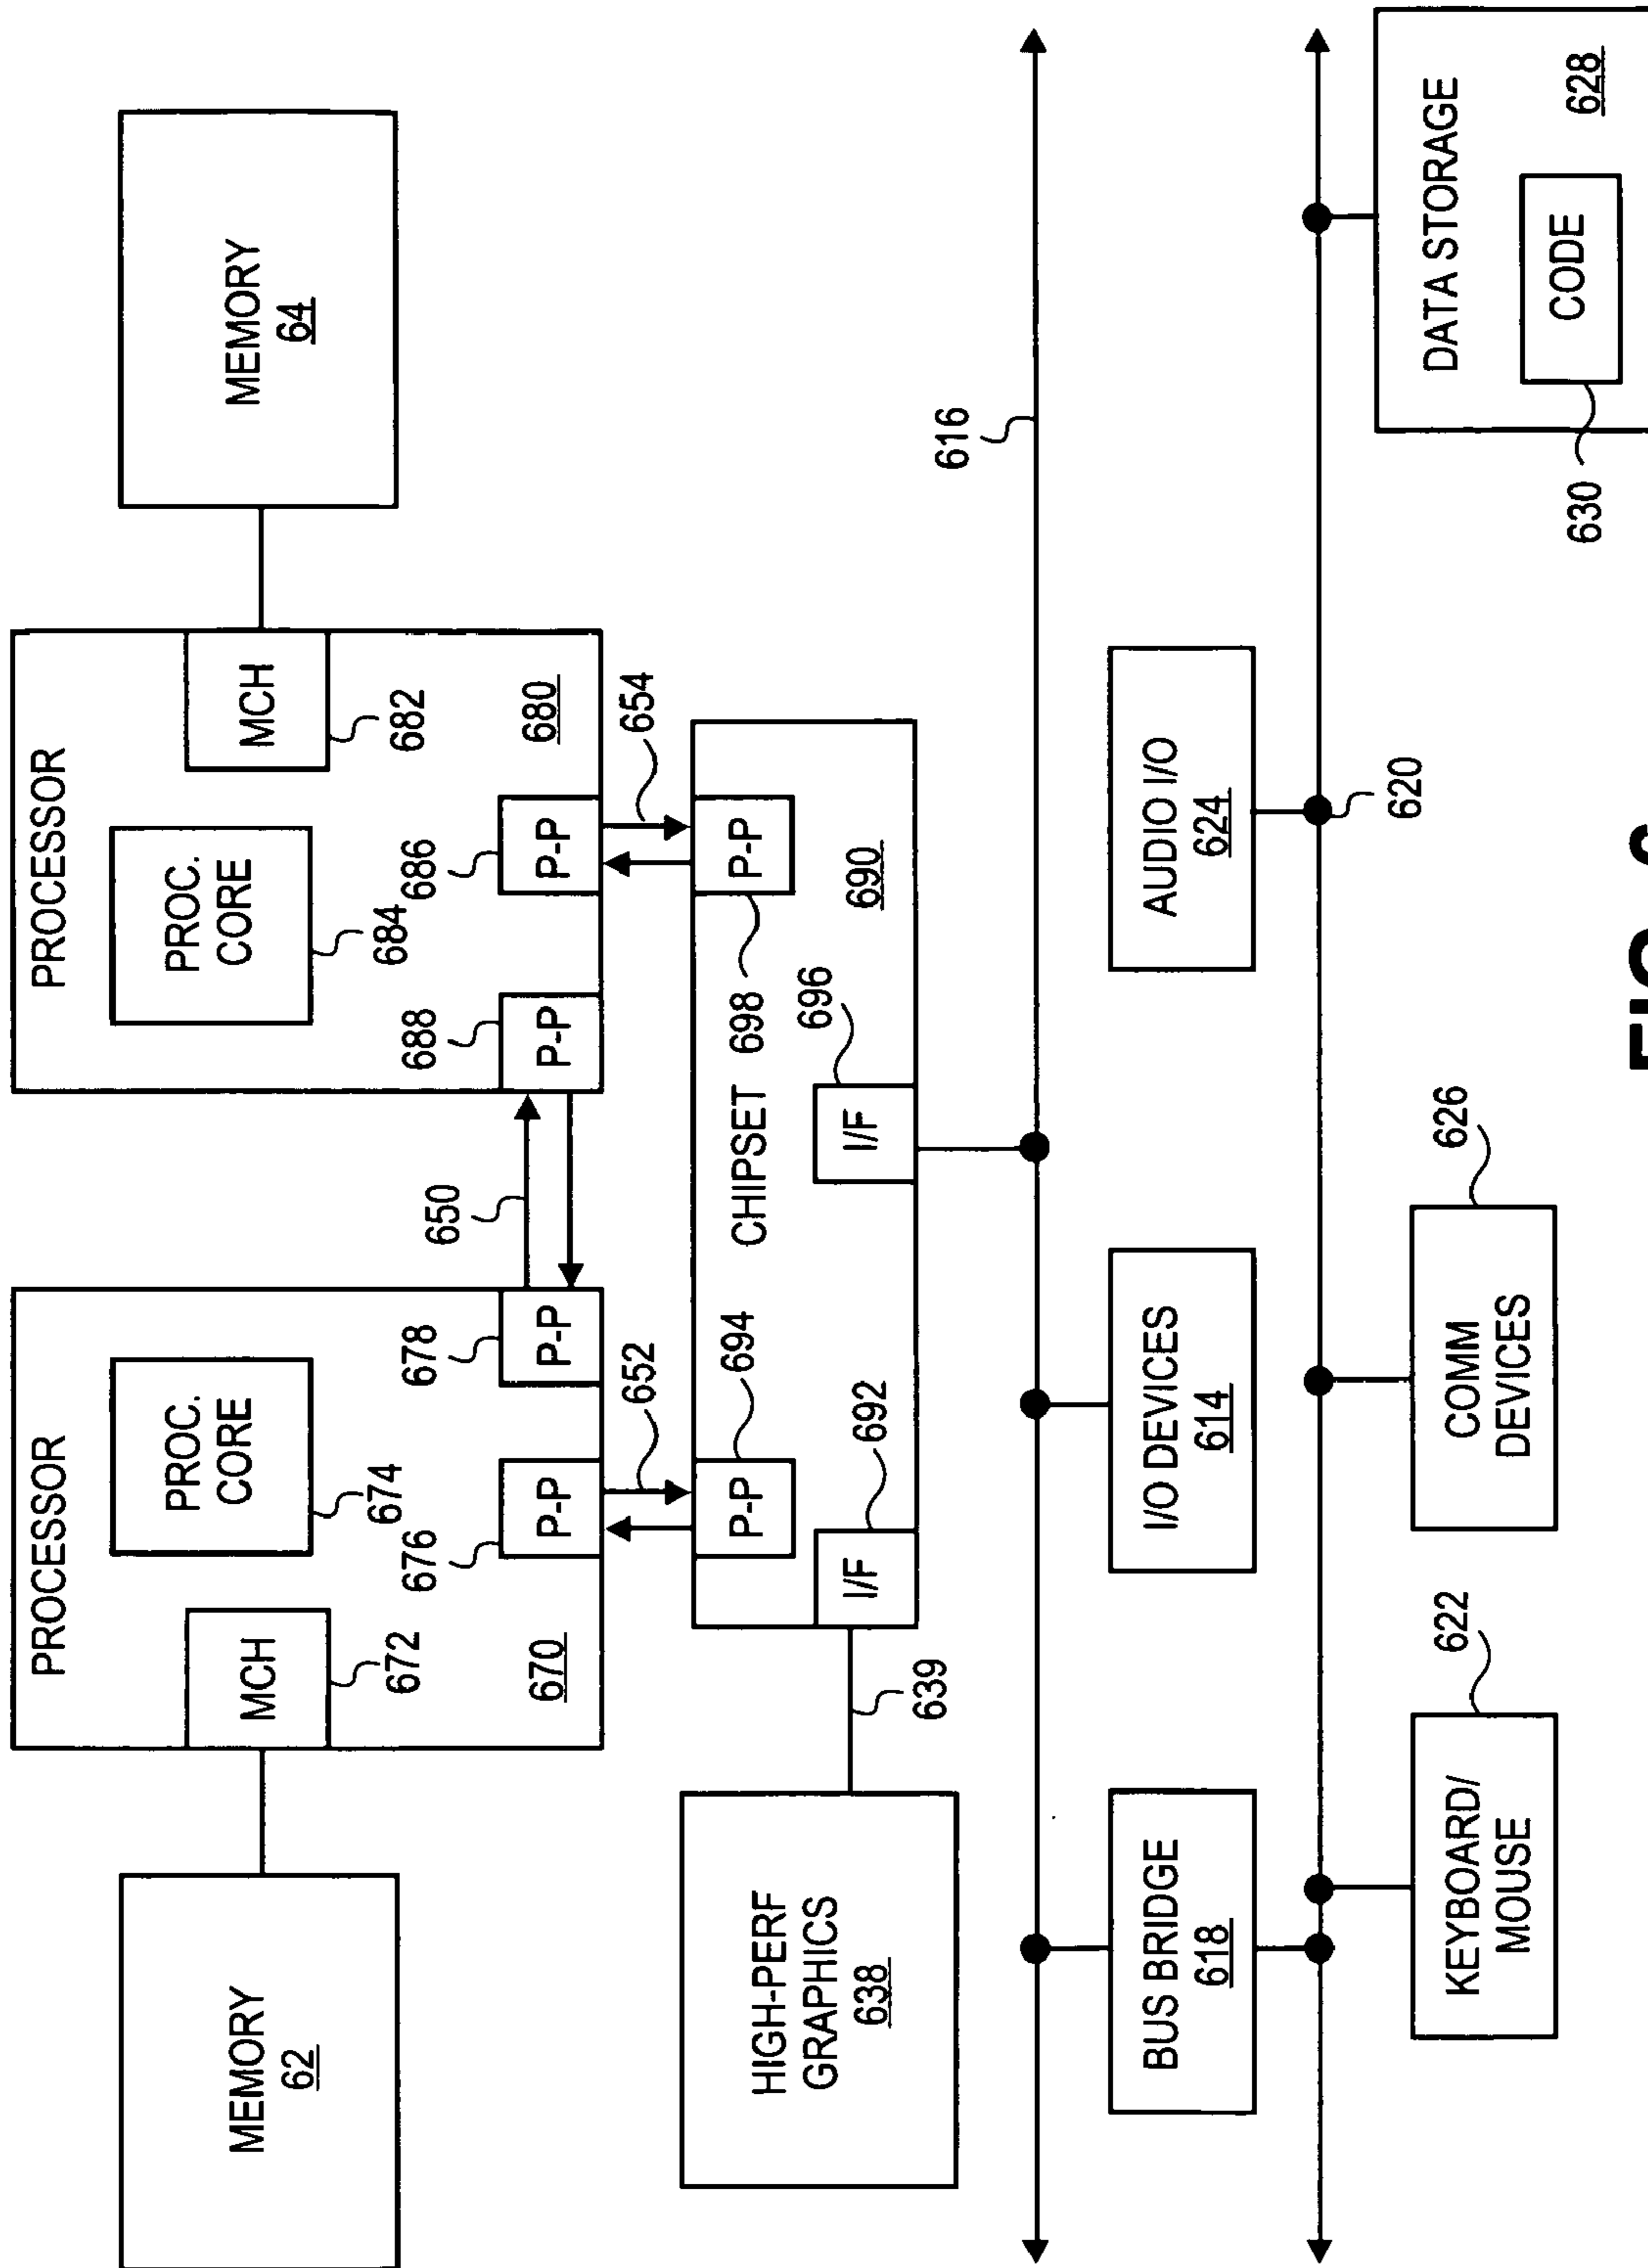 PROCESSOR
PROCESSOR
MEMORY
62
MCH
672
PROC.
CORE
674
676
P-P
678
P-P
670
650
688
P-P
PROC.
CORE
684
686
P-P
MCH
682
680
MEMORY
64
652
654
P-P
694
CHIPSET
698
P-P
690
I/F
692
I/F
696
HIGH-PERF
GRAPHICS
638
639
616
BUS BRIDGE
618
I/O DEVICES
614
AUDIO I/O
624
620
KEYBOARD/
MOUSE
622
COMM
DEVICES
626
DATA STORAGE
CODE
628
630